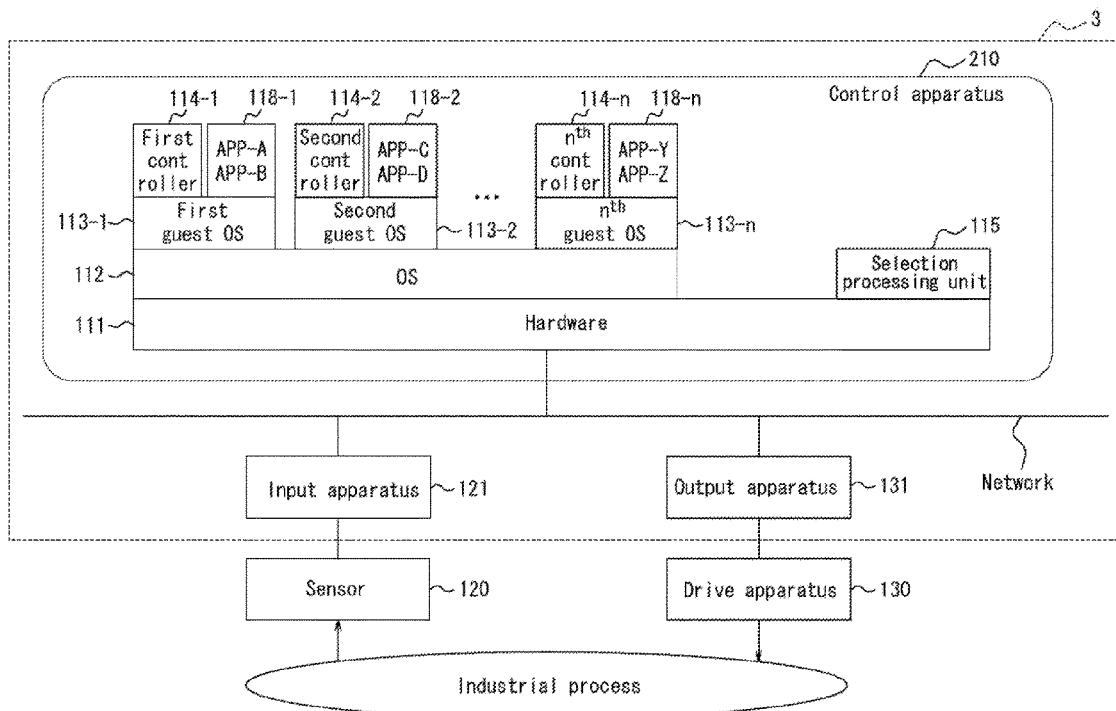 3
210
Control apparatus
114-1 118-1 114-2 118-2 114-n 118-n
First
cont
roller
APP-A
APP-B
Second
cont
roller
APP-C
APP-D
...
nth
cont
roller
APP-Y
APP-Z
113-1
First
guest OS
Second
guest OS
113-2
nth
guest OS
113-n
115
Selection
processing unit
112
OS
111
Hardware
Input apparatus
121
Output apparatus
131
Network
Sensor
120
Drive apparatus
130
Industrial process